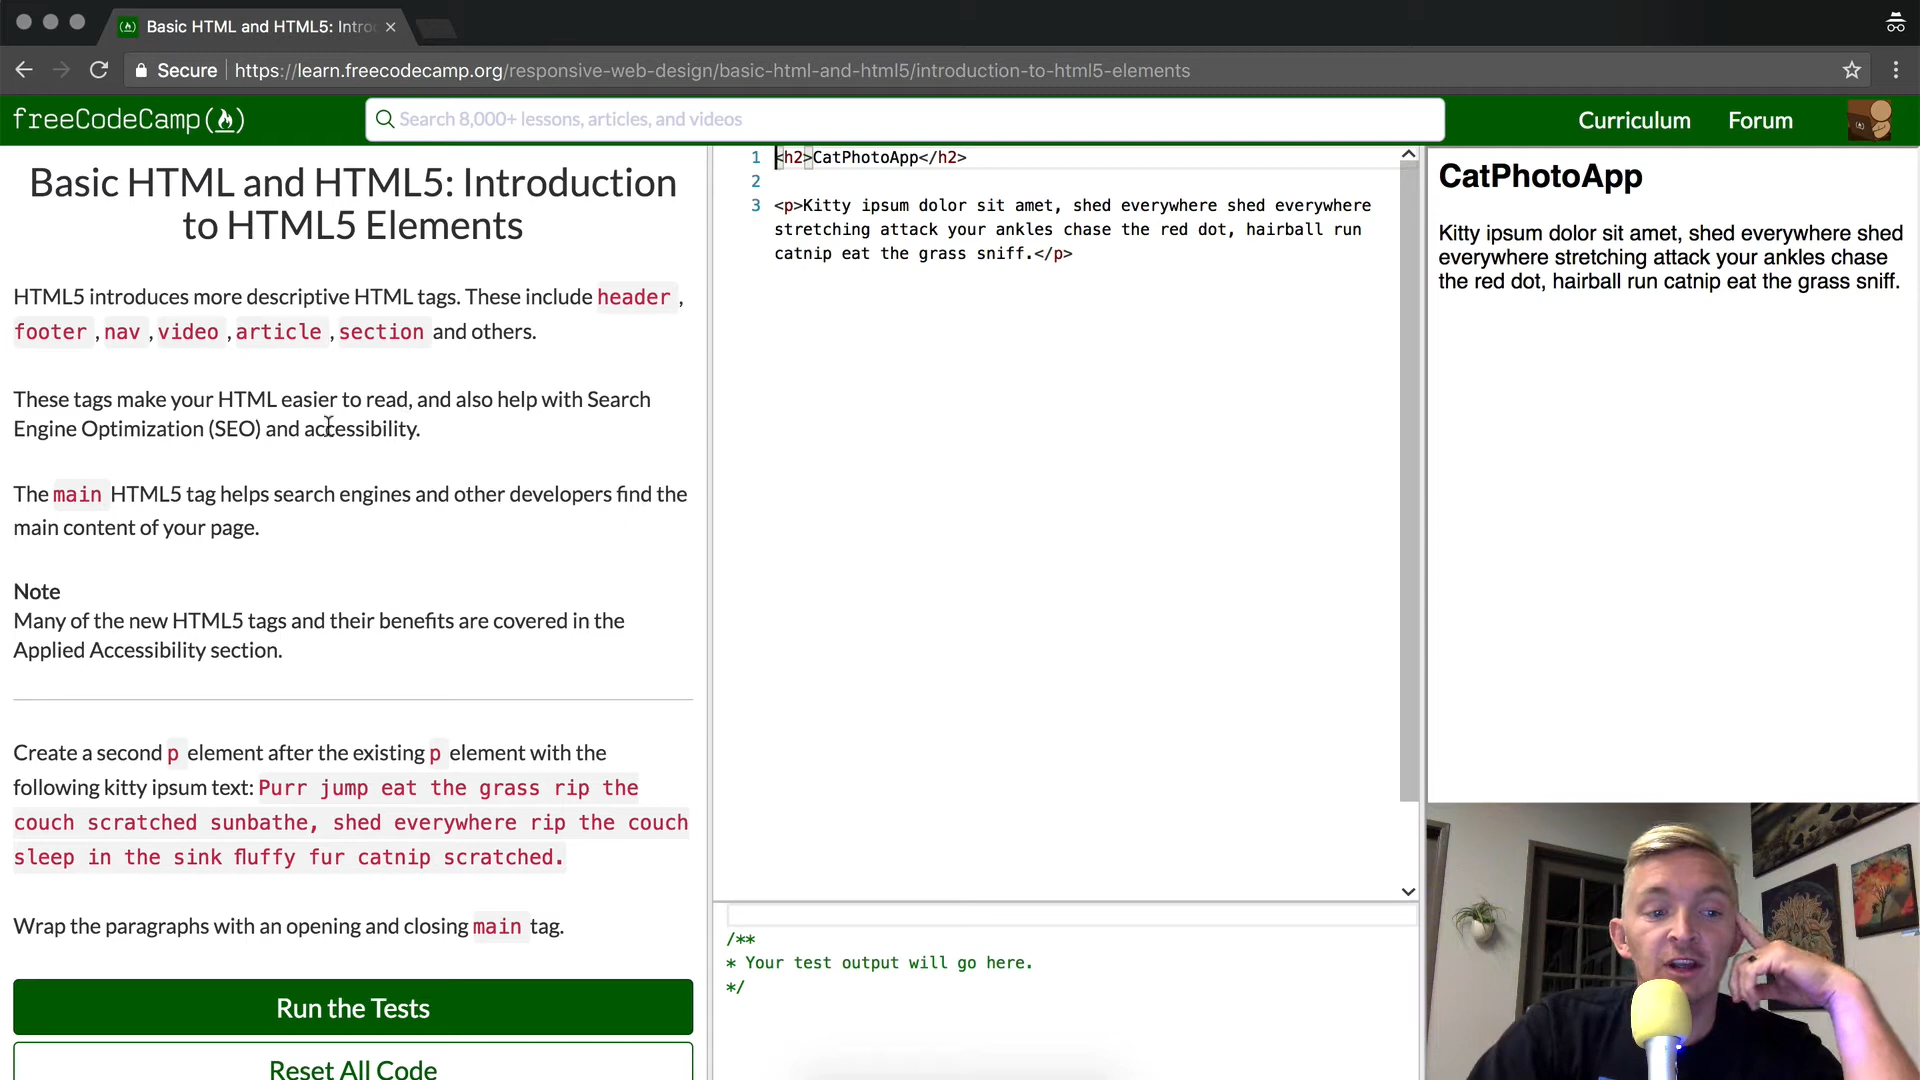 Basic HTML and HTML5: Intro
Secure
https://learn.freecodecamp.org/responsive-web-design/basic-html-and-html5/introduction-to-html5-elements
freeCodeCamp
Search 8,000+ lessons, articles, and videos
Curriculum
Forum
Basic HTML and HTML5: Introduction
to HTML5 Elements
HTML5 introduces more descriptive HTML tags. These include header ,
footer , nav , video , article , section and others.
These tags make your HTML easier to read, and also help with Search
Engine Optimization (SEO) and accessibility.
The main HTML5 tag helps search engines and other developers find the
main content of your page.
Note
Many of the new HTML5 tags and their benefits are covered in the
Applied Accessibility section.
Create a second p element after the existing p element with the
following kitty ipsum text: Purr jump eat the grass rip the
couch scratched sunbathe, shed everywhere rip the couch
sleep in the sink fluffy fur catnip scratched.
Wrap the paragraphs with an opening and closing main tag.
Run the Tests
Reset All Code
1 <h2>CatPhotoApp</h2>
2
3 <p>Kitty ipsum dolor sit amet, shed everywhere shed everywhere
stretching attack your ankles chase the red dot, hairball run
catnip eat the grass sniff.</p>
/**
* Your test output will go here.
*/
CatPhotoApp
Kitty ipsum dolor sit amet, shed everywhere shed
everywhere stretching attack your ankles chase
the red dot, hairball run catnip eat the grass sniff.